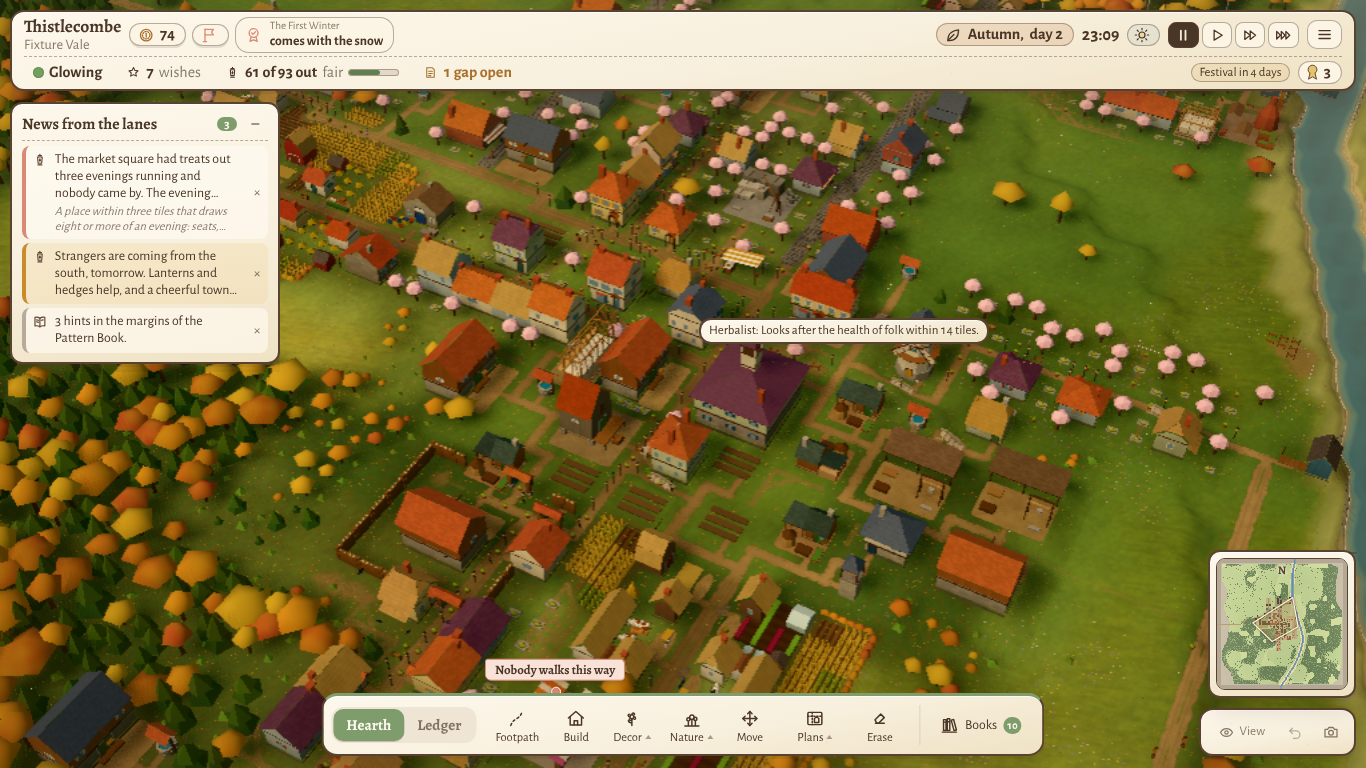 Thistlecombe
Fixture Vale
74
The First Winter
comes with the snow
Autumn, day 2
23:09
Glowing
7 wishes
61 of 93 out fair
1 gap open
Festival in 4 days
3
News from the lanes
3
The market square had treats out
three evenings running and
nobody came by. The evening…
A place within three tiles that draws
eight or more of an evening: seats,…
Strangers are coming from the
south, tomorrow. Lanterns and
hedges help, and a cheerful town…
3 hints in the margins of the
Pattern Book.
Herbalist: Looks after the health of folk within 14 tiles.
Nobody walks this way
N
Hearth
Ledger
Footpath
Build
Decor
Nature
Move
Plans
Erase
Books 10
View